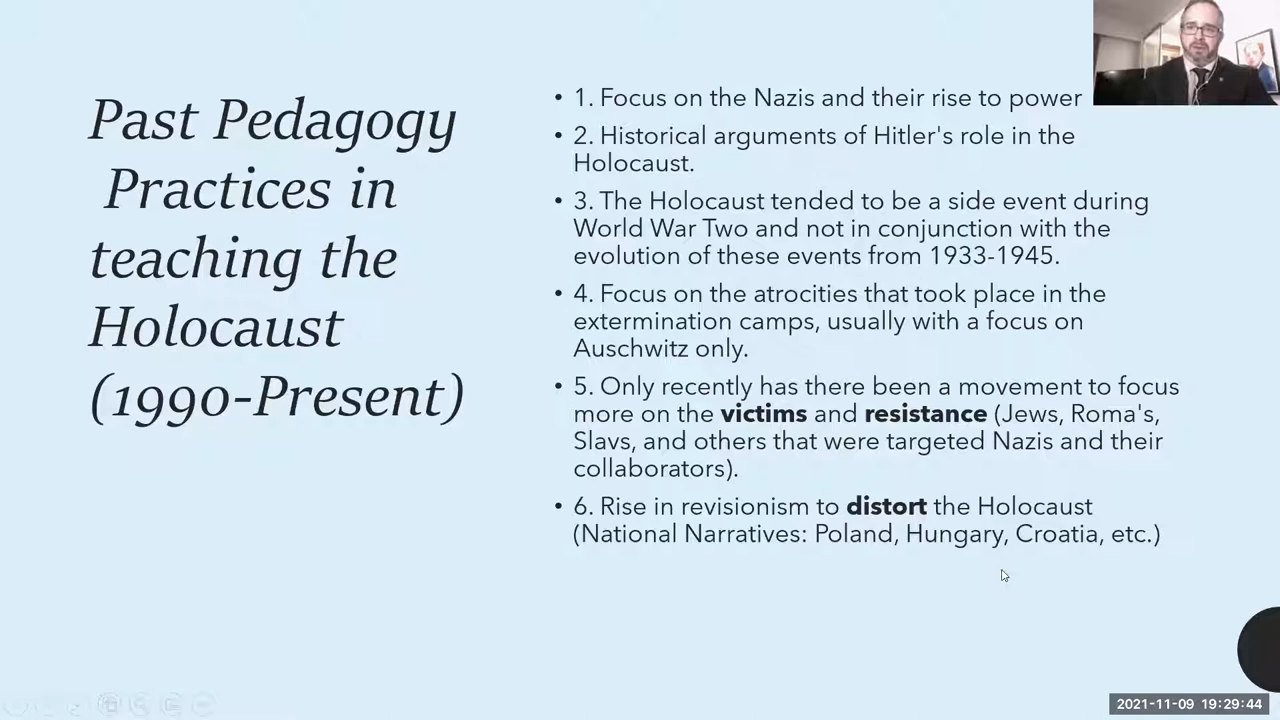 Past Pedagogy
Practices in
teaching the
Holocaust
(1990-Present)
• 1. Focus on the Nazis and their rise to power
• 2. Historical arguments of Hitler's role in the
Holocaust.
• 3. The Holocaust tended to be a side event during
World War Two and not in conjunction with the
evolution of these events from 1933-1945.
• 4. Focus on the atrocities that took place in the
extermination camps, usually with a focus on
Auschwitz only.
• 5. Only recently has there been a movement to focus
more on the victims and resistance (Jews, Roma's,
Slavs, and others that were targeted Nazis and their
collaborators).
• 6. Rise in revisionism to distort the Holocaust
(National Narratives: Poland, Hungary, Croatia, etc.)
2021-11-09 19:29:44